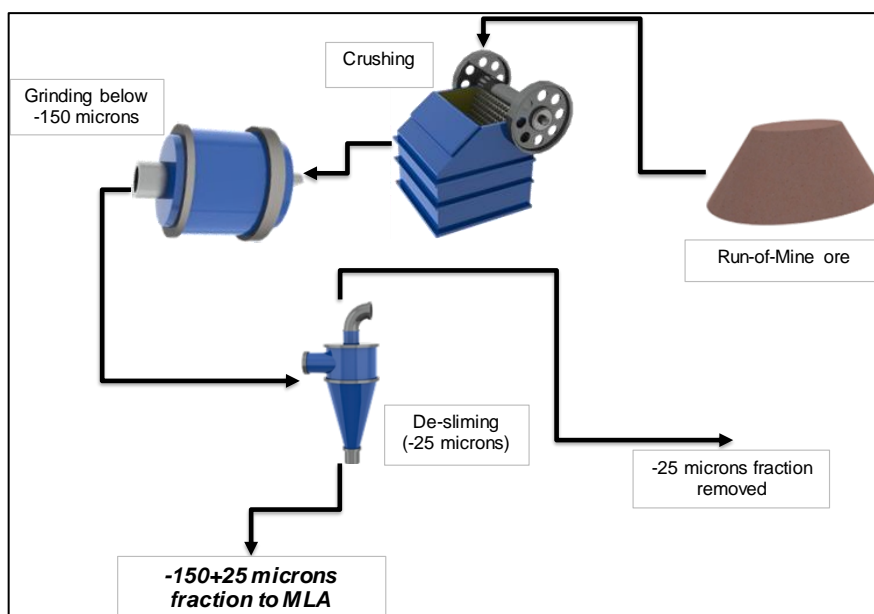 Crushing
Grinding below
-150 microns
Run-of-Mine ore
De-sliming
(-25 microns)
-25 microns fraction
removed
-150+25 microns
fraction to MLA